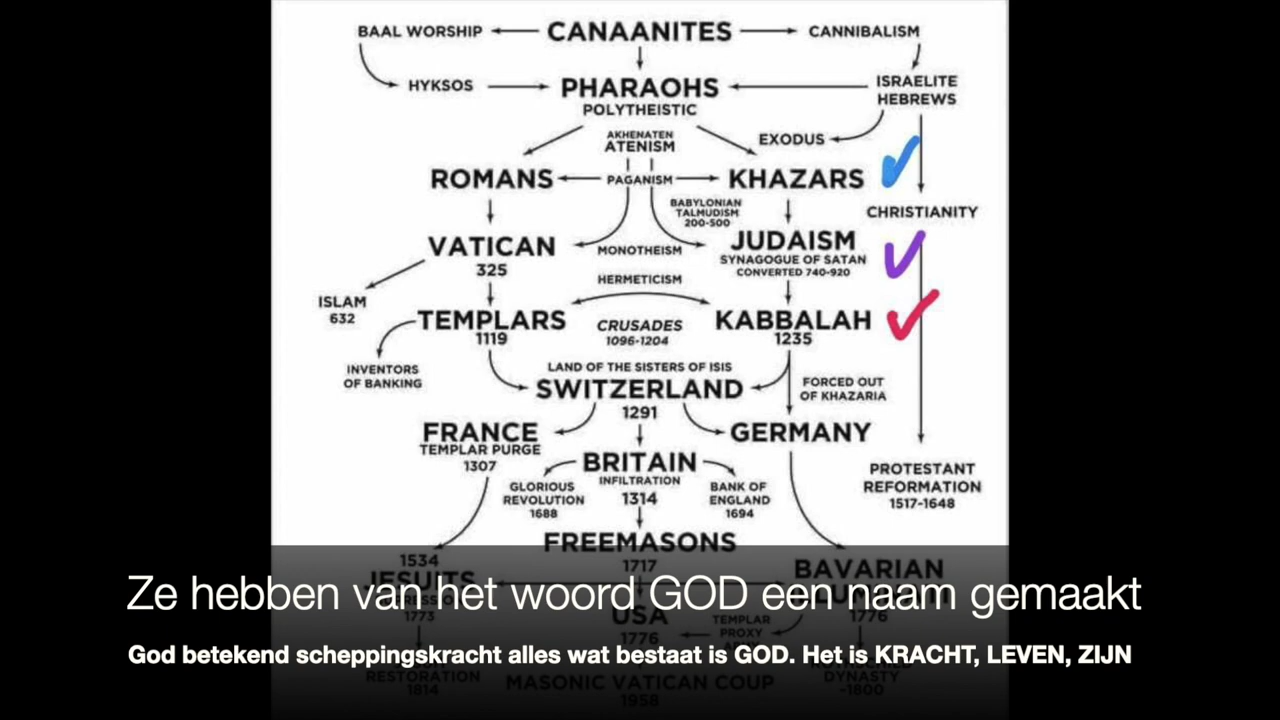 BAAL WORSHIP
CANAANITES
CANNIBALISM
HYKSOS
PHARAOHS
POLYTHEISTIC
ISRAELITE
HEBREWS
AKHENATEN
ATENISM
EXODUS
ROMANS
PAGANISM
KHAZARS
BABYLONIAN
TALMUDISM
200-500
CHRISTIANITY
VATICAN
325
MONOTHEISM
JUDAISM
SYNAGOGUE OF SATAN
CONVERTED 740-920
HERMETICISM
ISLAM
632
TEMPLARS
1119
CRUSADES
1096-1204
KABBALAH
1235
INVENTORS
OF BANKING
LAND OF THE SISTERS OF ISIS
SWITZERLAND
1291
FORCED OUT
OF KHAZARIA
FRANCE
TEMPLAR PURGE
1307
GERMANY
BRITAIN
INFILTRATION
1314
GLORIOUS
REVOLUTION
1688
BANK OF
ENGLAND
1694
PROTESTANT
REFORMATION
1517-1648
FREEMASONS
1717
1534
JESUITS
1773
BAVARIAN
1776
Ze hebben van het woord GOD een naam gemaakt
USA
1776
TEMPLAR
PROXY
God betekend scheppingskracht alles wat bestaat is GOD. Het is KRACHT, LEVEN, ZIJN
RESTORATION
1814
MASONIC VATICAN COUP
1958
DYNASTY
~1800